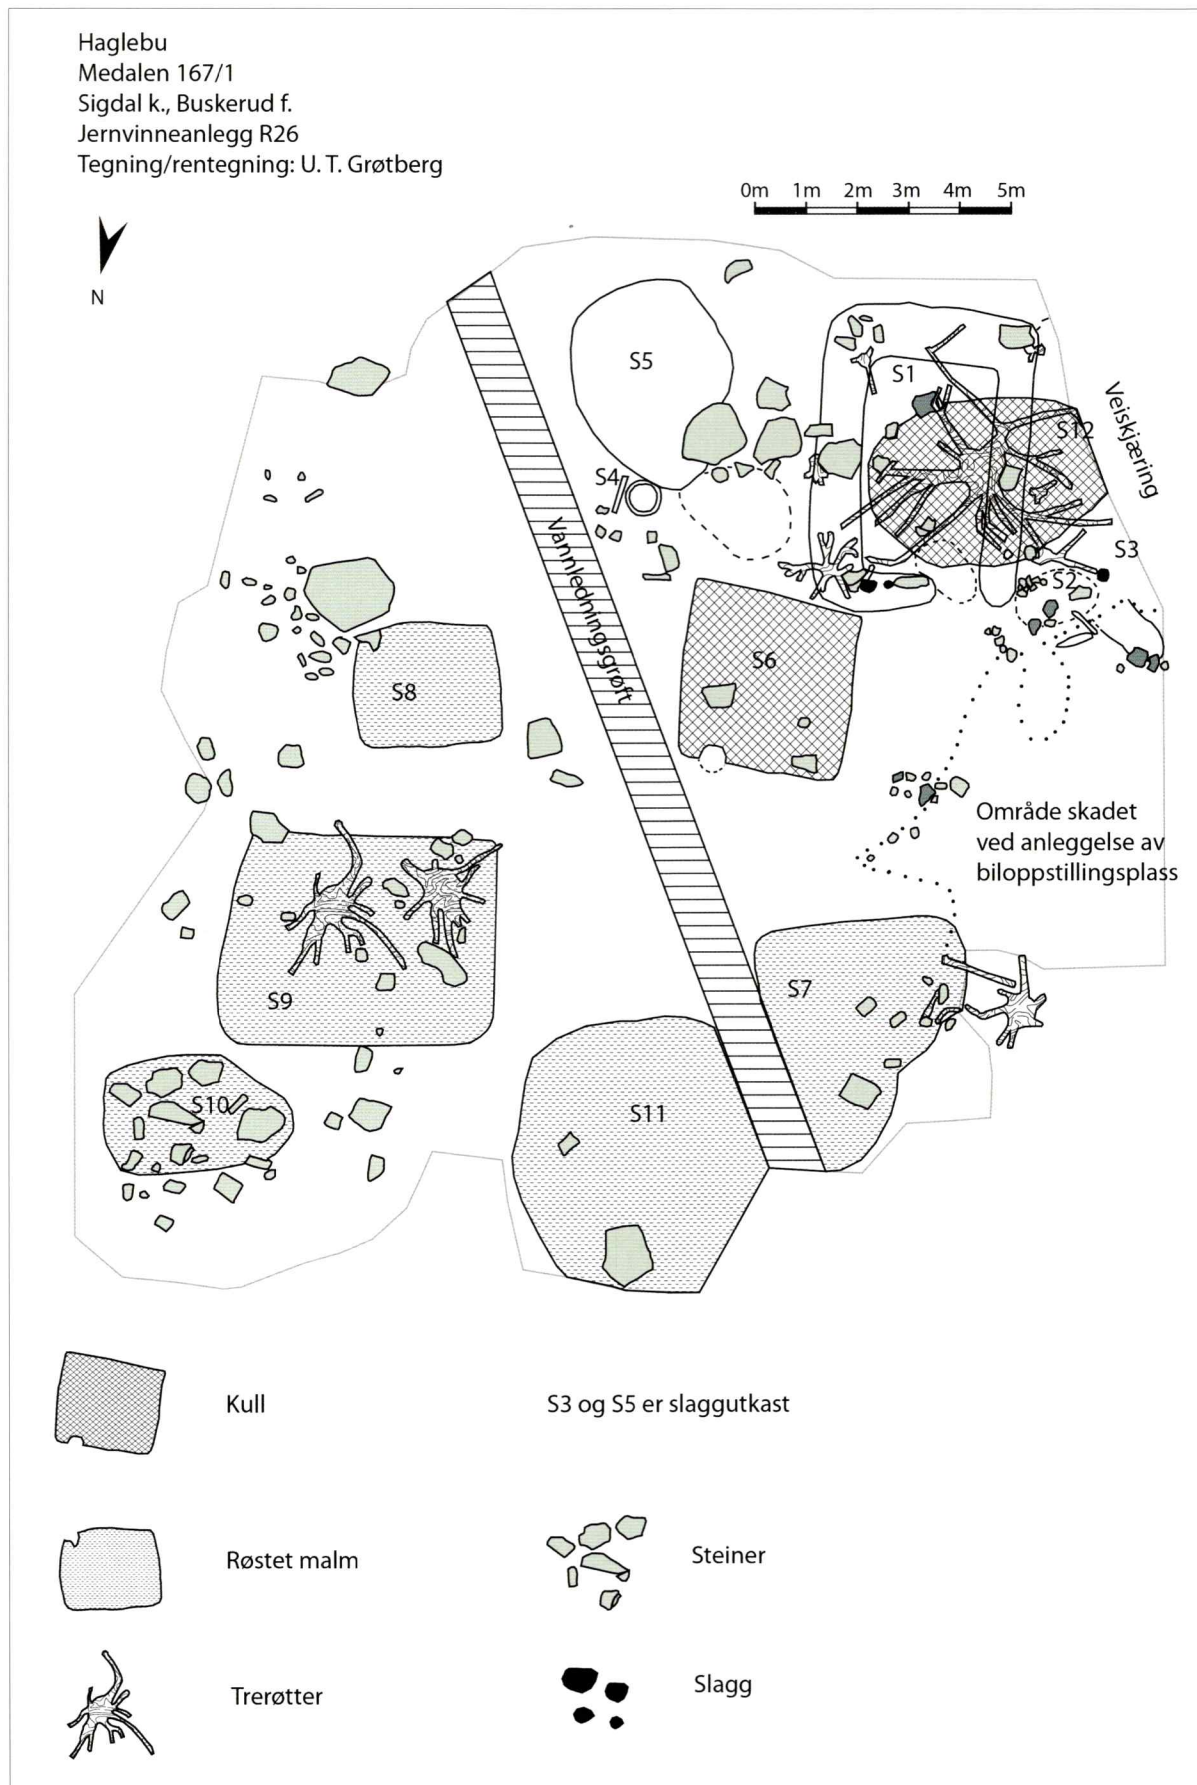 Haglebu
Medalen 167/1
Sigdal k., Buskerud f.
Jernvinneanlegg R26
Tegning/rentegning: U. T. Grøtberg
0m 1m 2m 3m 4m 5m
N
S5
S1
S12
Veiskjæring
S4
Vannledningsgrøft
S3
S2
S6
S8
Område skadet
ved anleggelse av
biloppstillingsplass
S9
S7
S10
S11
Kull
S3 og S5 er slaggutkast
Røstet malm
Steiner
Trerøtter
Slagg